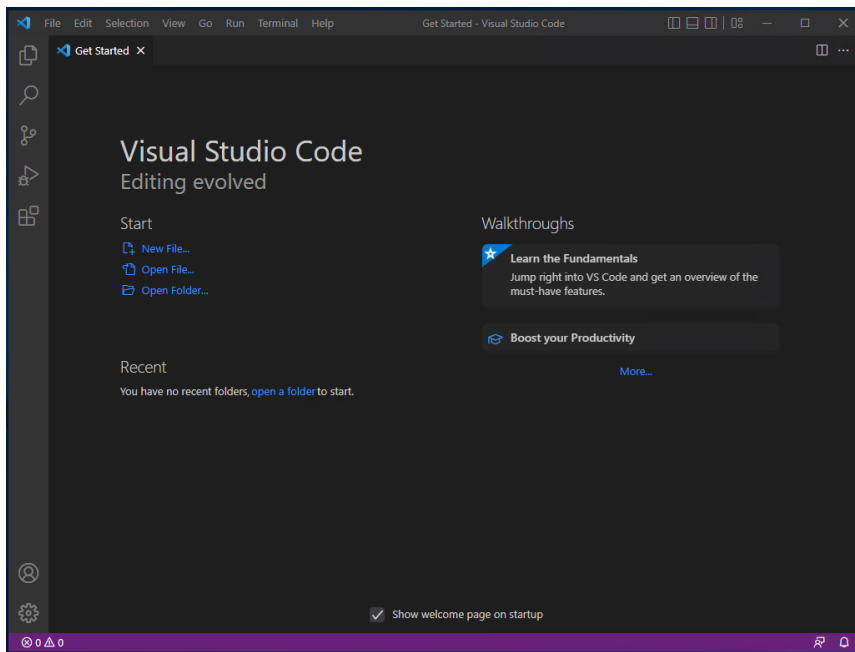 File Edit Selection View Go Run Terminal Help Get Started - Visual Studio Code
Get Started
Visual Studio Code
Editing evolved
Start
New File...
Open File...
Open Folder...
Recent
You have no recent folders, open a folder to start.
Walkthroughs
Learn the Fundamentals
Jump right into VS Code and get an overview of the
must-have features.
Boost your Productivity
More...
Show welcome page on startup
0 0